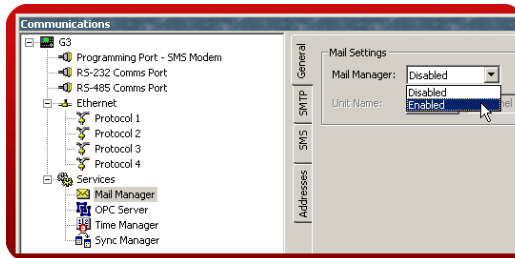 Communications
G3
Programming Port - SMS Modem
RS-232 Comms Port
RS-485 Comms Port
Ethernet
Protocol 1
Protocol 2
Protocol 3
Protocol 4
Services
Mail Manager
OPC Server
Time Manager
Sync Manager
General
SMTP
SMS
Addresses
Mail Settings
Mail Manager: Disabled
Disabled
Enabled
Unit Name: